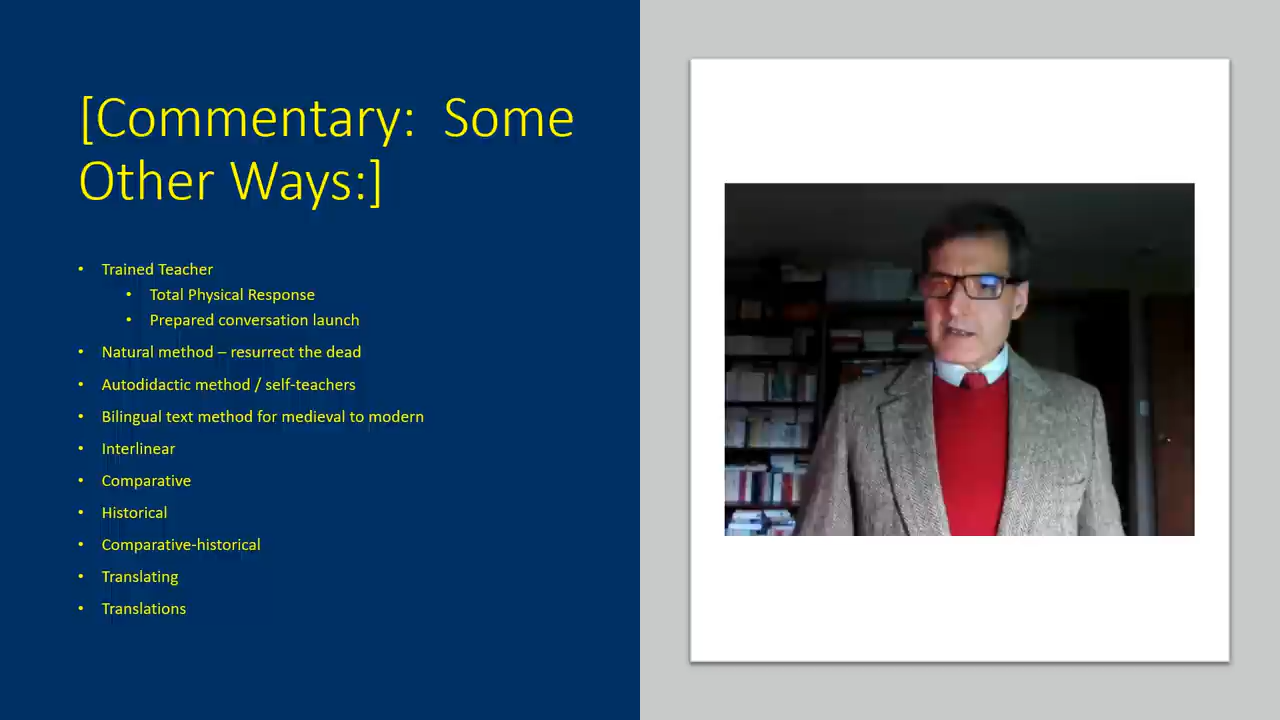 [Commentary:  Some
Other Ways:]
• Trained Teacher
• Total Physical Response
• Prepared conversation launch
• Natural method – resurrect the dead
• Autodidactic method / self-teachers
• Bilingual text method for medieval to modern
• Interlinear
• Comparative
• Historical
• Comparative-historical
• Translating
• Translations